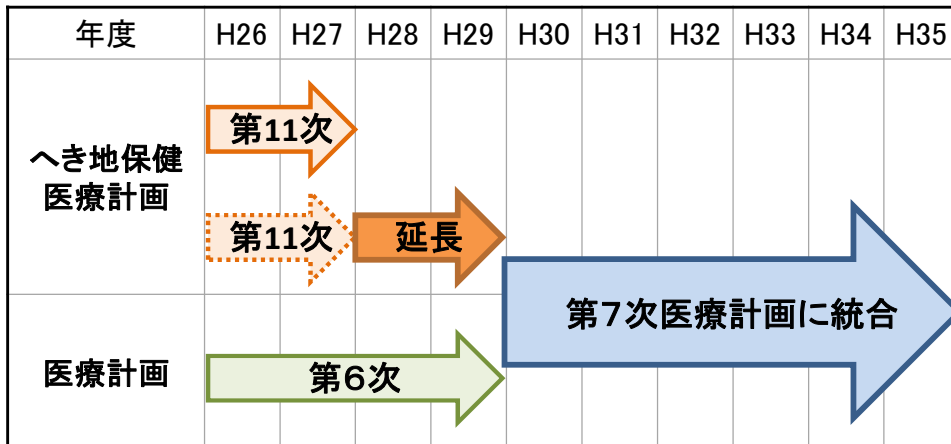 年度 H26 H27 H28 H29 H30 H31 H32 H33 H34 H35
へき地保健
医療計画
第11次
第11次 延長
第7次医療計画に統合
医療計画
第6次